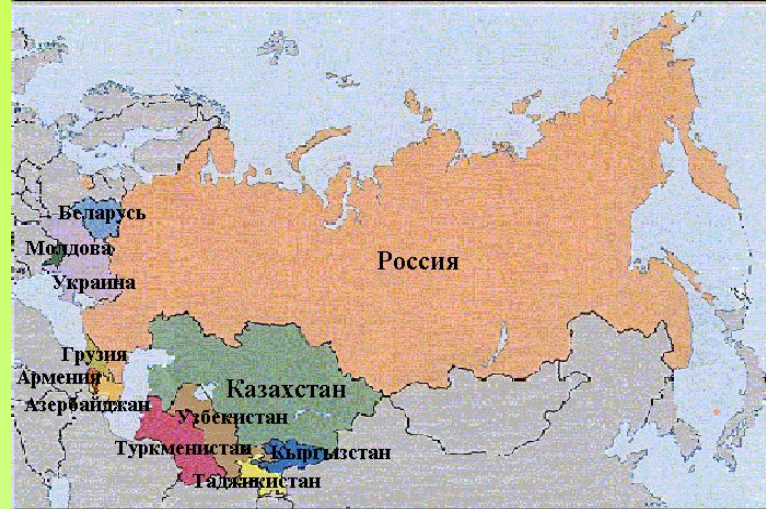 Беларусь
Молдова
Россия
Украина
Грузия
Армения
Казахстан
Азербайджан
Узбекистан
Туркменистан
Кыргызстан
Таджикистан